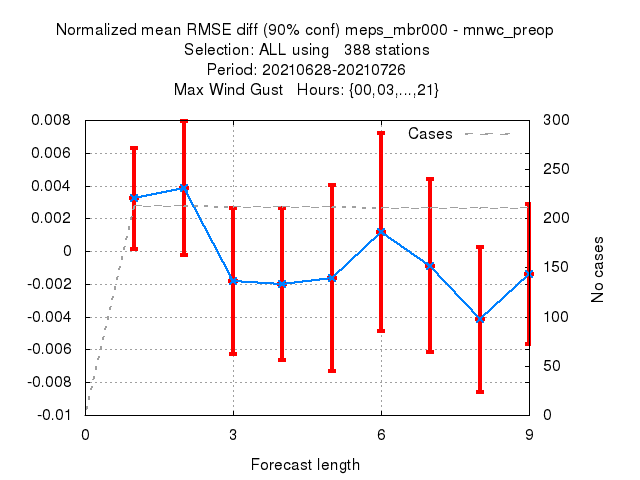 Normalized mean RMSE diff (90% conf) meps_mbr000 - mnwc_preop
Selection: ALL using 388 stations
Period: 20210628-20210726
Max Wind Gust Hours: {00,03,...,21}
0.008
0.006
0.004
0.002
0
-0.002
-0.004
-0.006
-0.008
-0.01
Cases
300
250
200
150
100
50
0
No cases
0 3 6 9
Forecast length